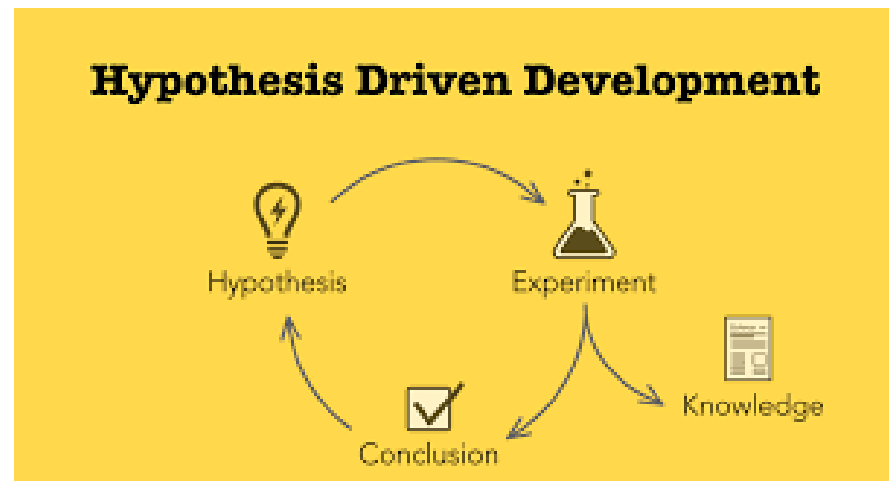 Hypothesis Driven Development
Hypothesis
Experiment
Knowledge
Conclusion